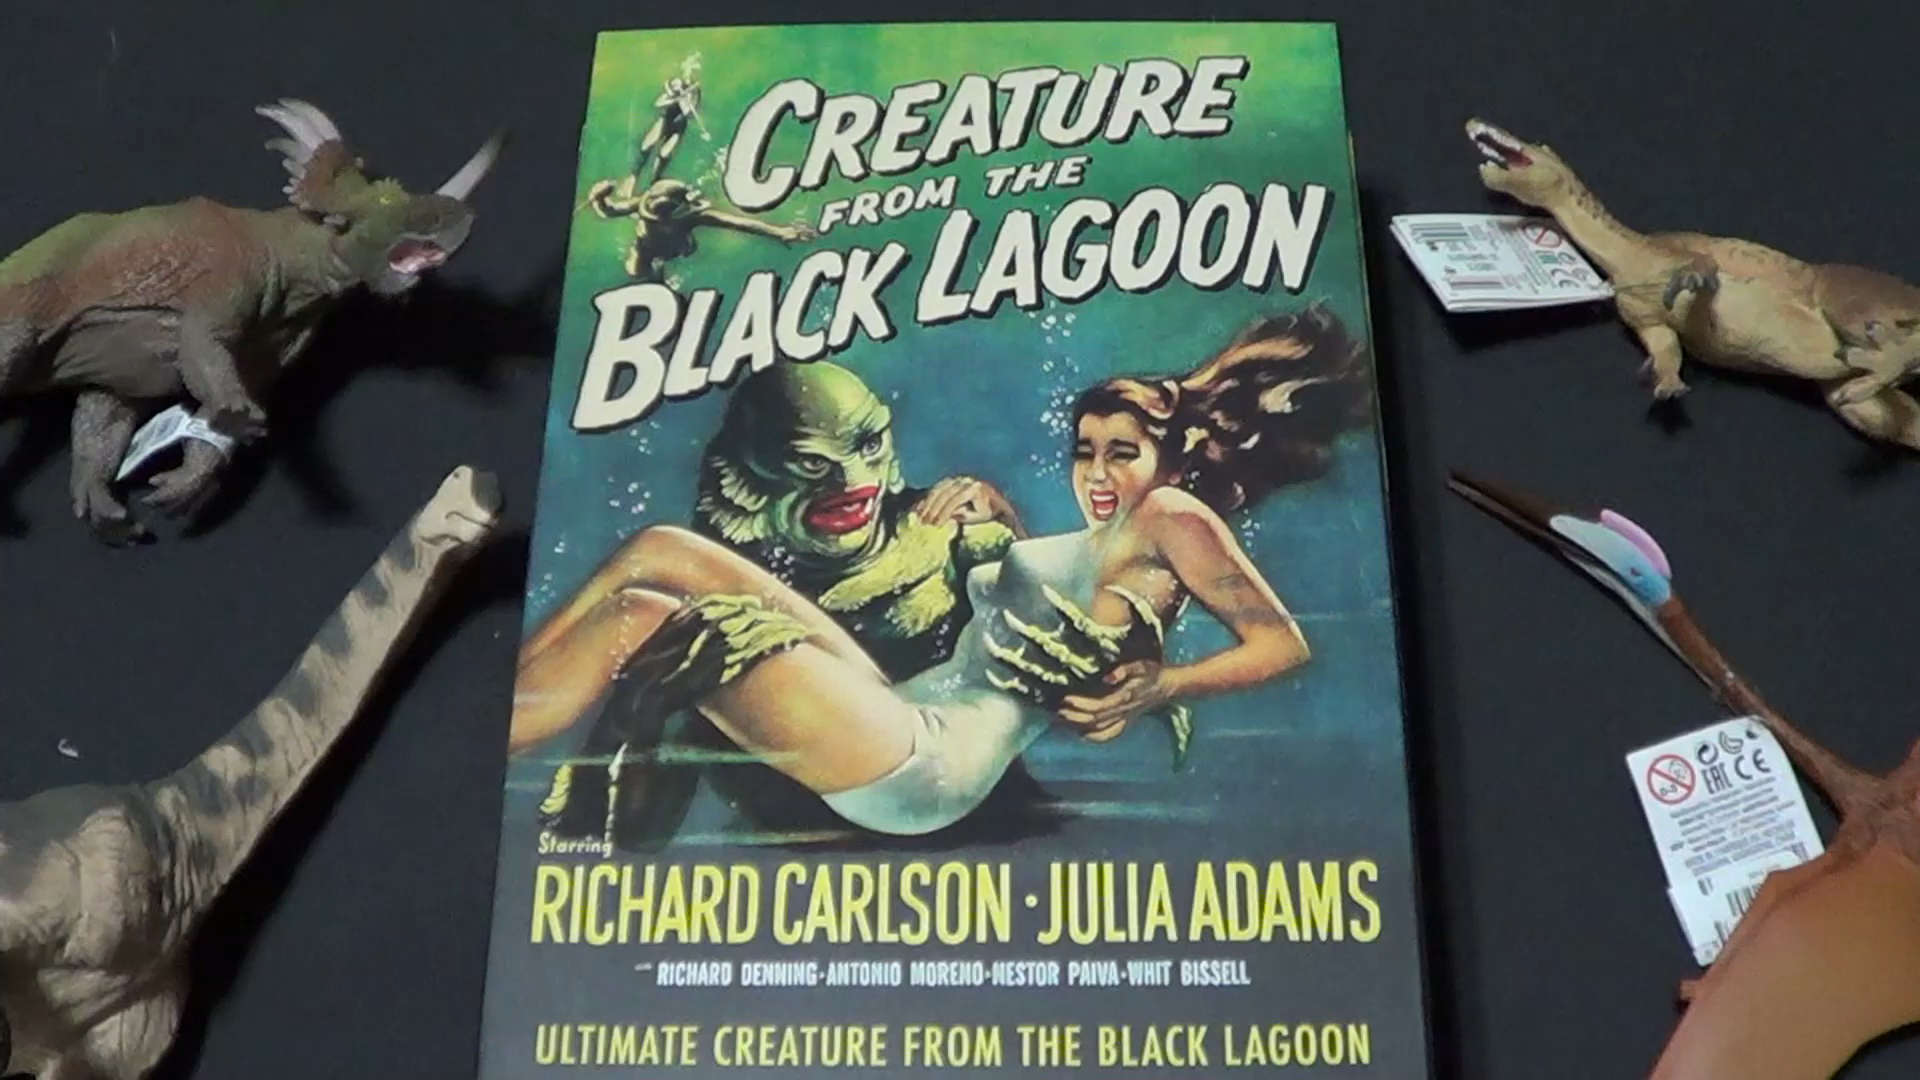 CREATURE
FROM THE
BLACK LAGOON
Starring
RICHARD CARLSON · JULIA ADAMS
RICHARD DENNING · ANTONIO MORENO · NESTOR PAIVA · WHIT BISSELL
ULTIMATE CREATURE FROM THE BLACK LAGOON
EAC CE